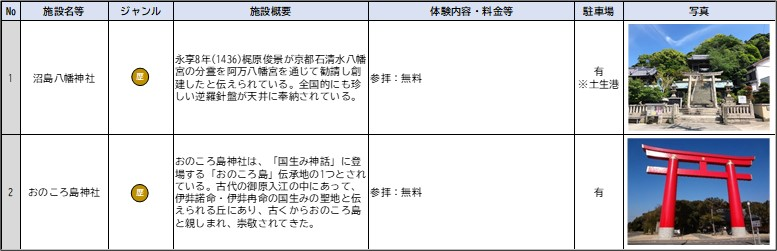 No 施設名等 ジャンル 施設概要 体験内容・料金等 駐車場 写真
1 沼島八幡神社 歴
永享8年(1436)梶原俊景が京都石清水八幡
宮の分霊を阿万八幡宮を通じて勧請し創
建したと伝えられている。全国的にも珍
しい逆羅針盤が天井に奉納されている。
参拝：無料
有
※土生港
2 おのころ島神社 歴
おのころ島神社は、「国生み神話」に登
場する「おのころ島」伝承地の1つとされ
ている。古代の御原入江の中にあって、
伊弉諾命・伊弉冉命の国生みの聖地と伝
えられる丘にあり、古くからおのころ島
と親しまれ、崇敬されてきた。
参拝：無料
有